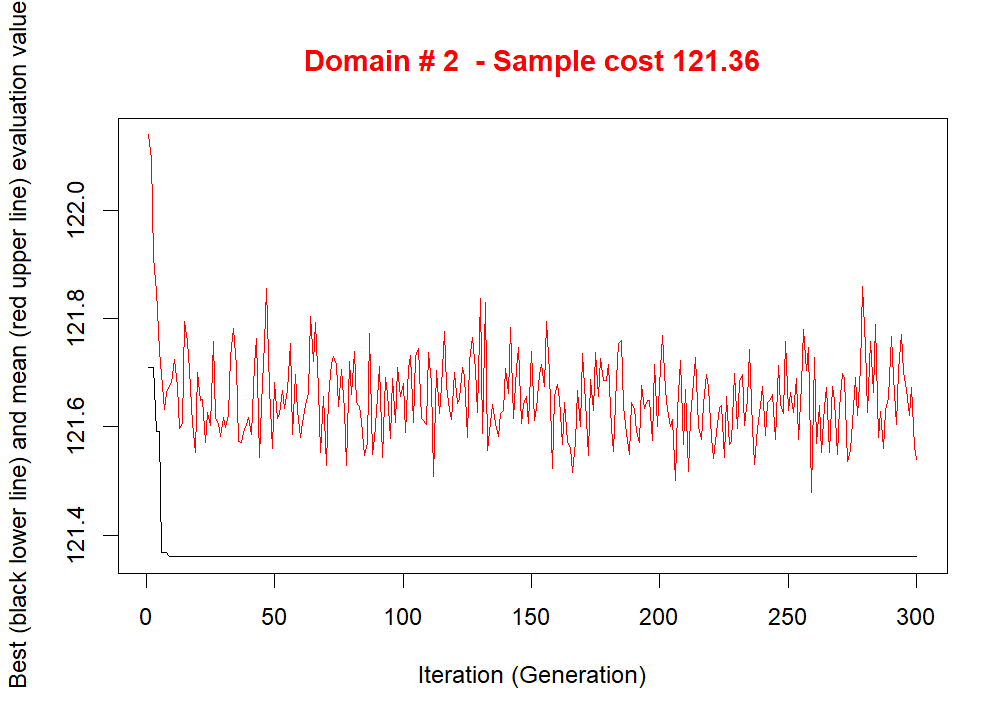 Domain # 2  - Sample cost 121.36
Best (black lower line) and mean (red upper line) evaluation value
122.0
121.8
121.6
121.4
0 50 100 150 200 250 300
Iteration (Generation)